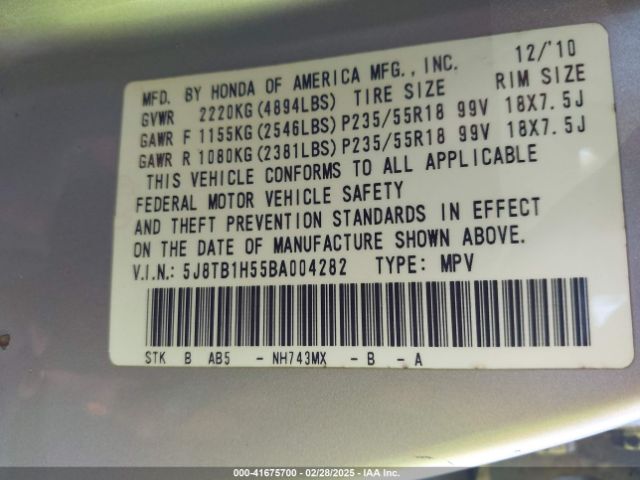 MFD. BY HONDA OF AMERICA MFG., INC. 12/'10
GVWR 2220KG(4894LBS) TIRE SIZE RIM SIZE
GAWR F 1155KG(2546LBS) P235/55R18 99V 18X7.5J
GAWR R 1080KG(2381LBS) P235/55R18 99V 18X7.5J
THIS VEHICLE CONFORMS TO ALL APPLICABLE
FEDERAL MOTOR VEHICLE SAFETY
AND THEFT PREVENTION STANDARDS IN EFFECT
ON THE DATE OF MANUFACTURE SHOWN ABOVE.
V.I.N.: 5J8TB1H55BA004282 TYPE: MPV
STK B AB5 - NH743MX - B - A
000-41675700 - 02/28/2025 - IAA Inc.